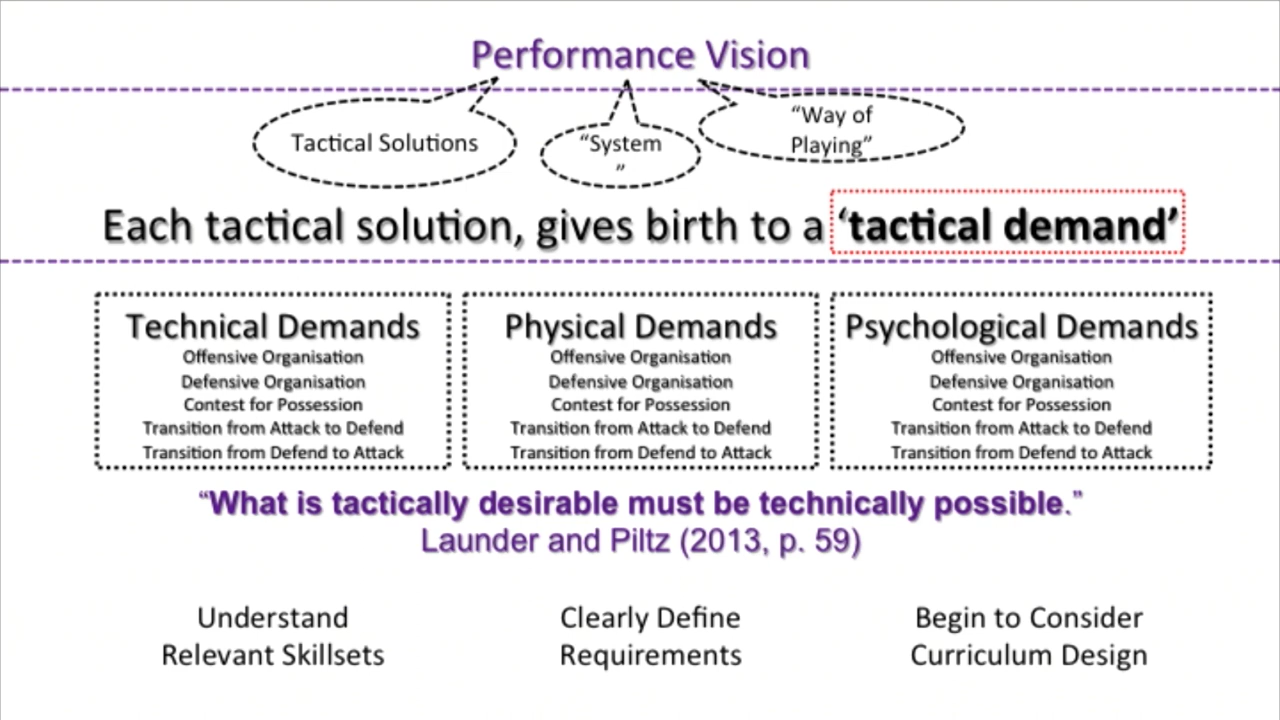 Performance Vision
Tactical Solutions
“System
”
“Way of
Playing”
Each tactical solution, gives birth to a ‘tactical demand’
Technical Demands
Offensive Organisation
Defensive Organisation
Contest for Possession
Transition from Attack to Defend
Transition from Defend to Attack
Physical Demands
Offensive Organisation
Defensive Organisation
Contest for Possession
Transition from Attack to Defend
Transition from Defend to Attack
Psychological Demands
Offensive Organisation
Defensive Organisation
Contest for Possession
Transition from Attack to Defend
Transition from Defend to Attack
“What is tactically desirable must be technically possible.”
Launder and Piltz (2013, p. 59)
Understand
Relevant Skillsets
Clearly Define
Requirements
Begin to Consider
Curriculum Design